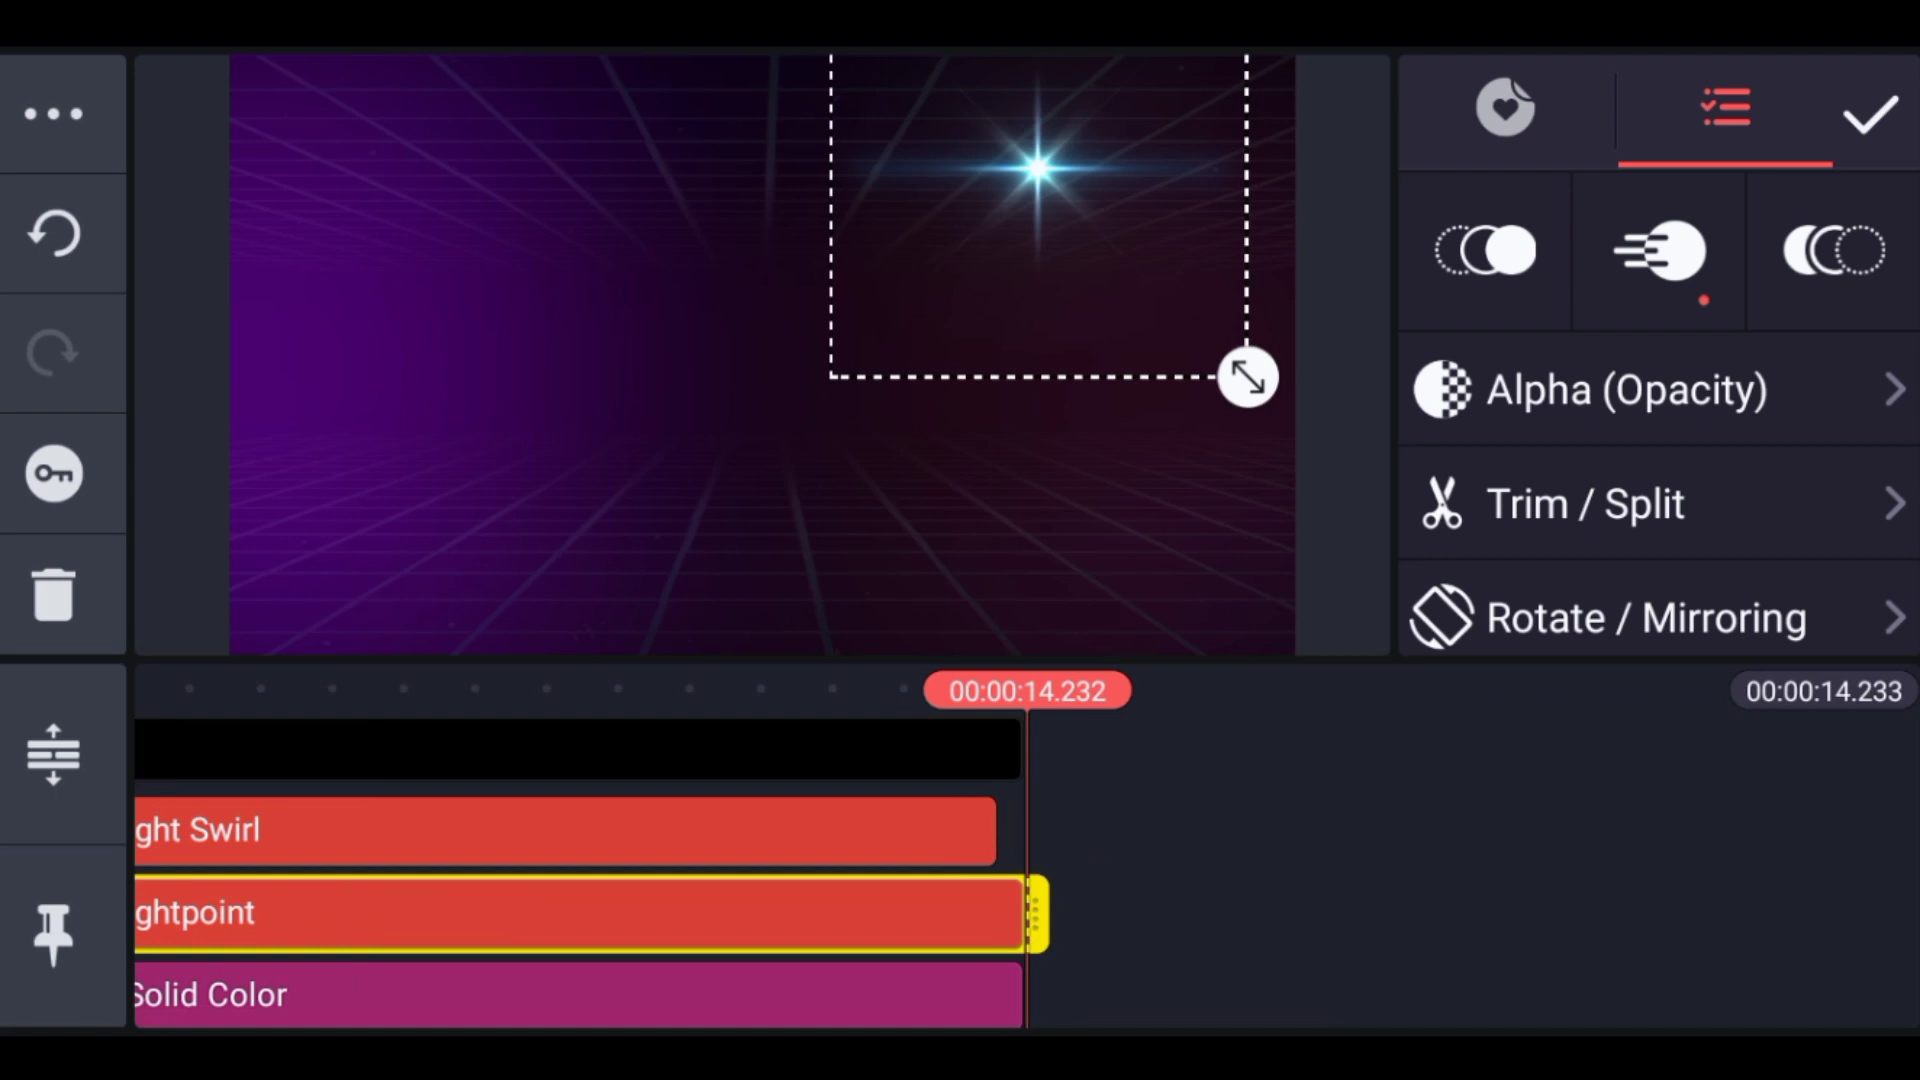 Alpha (Opacity)
Trim / Split
Rotate / Mirroring
00:00:14.232
00:00:14.233
ght Swirl
ghtpoint
Solid Color